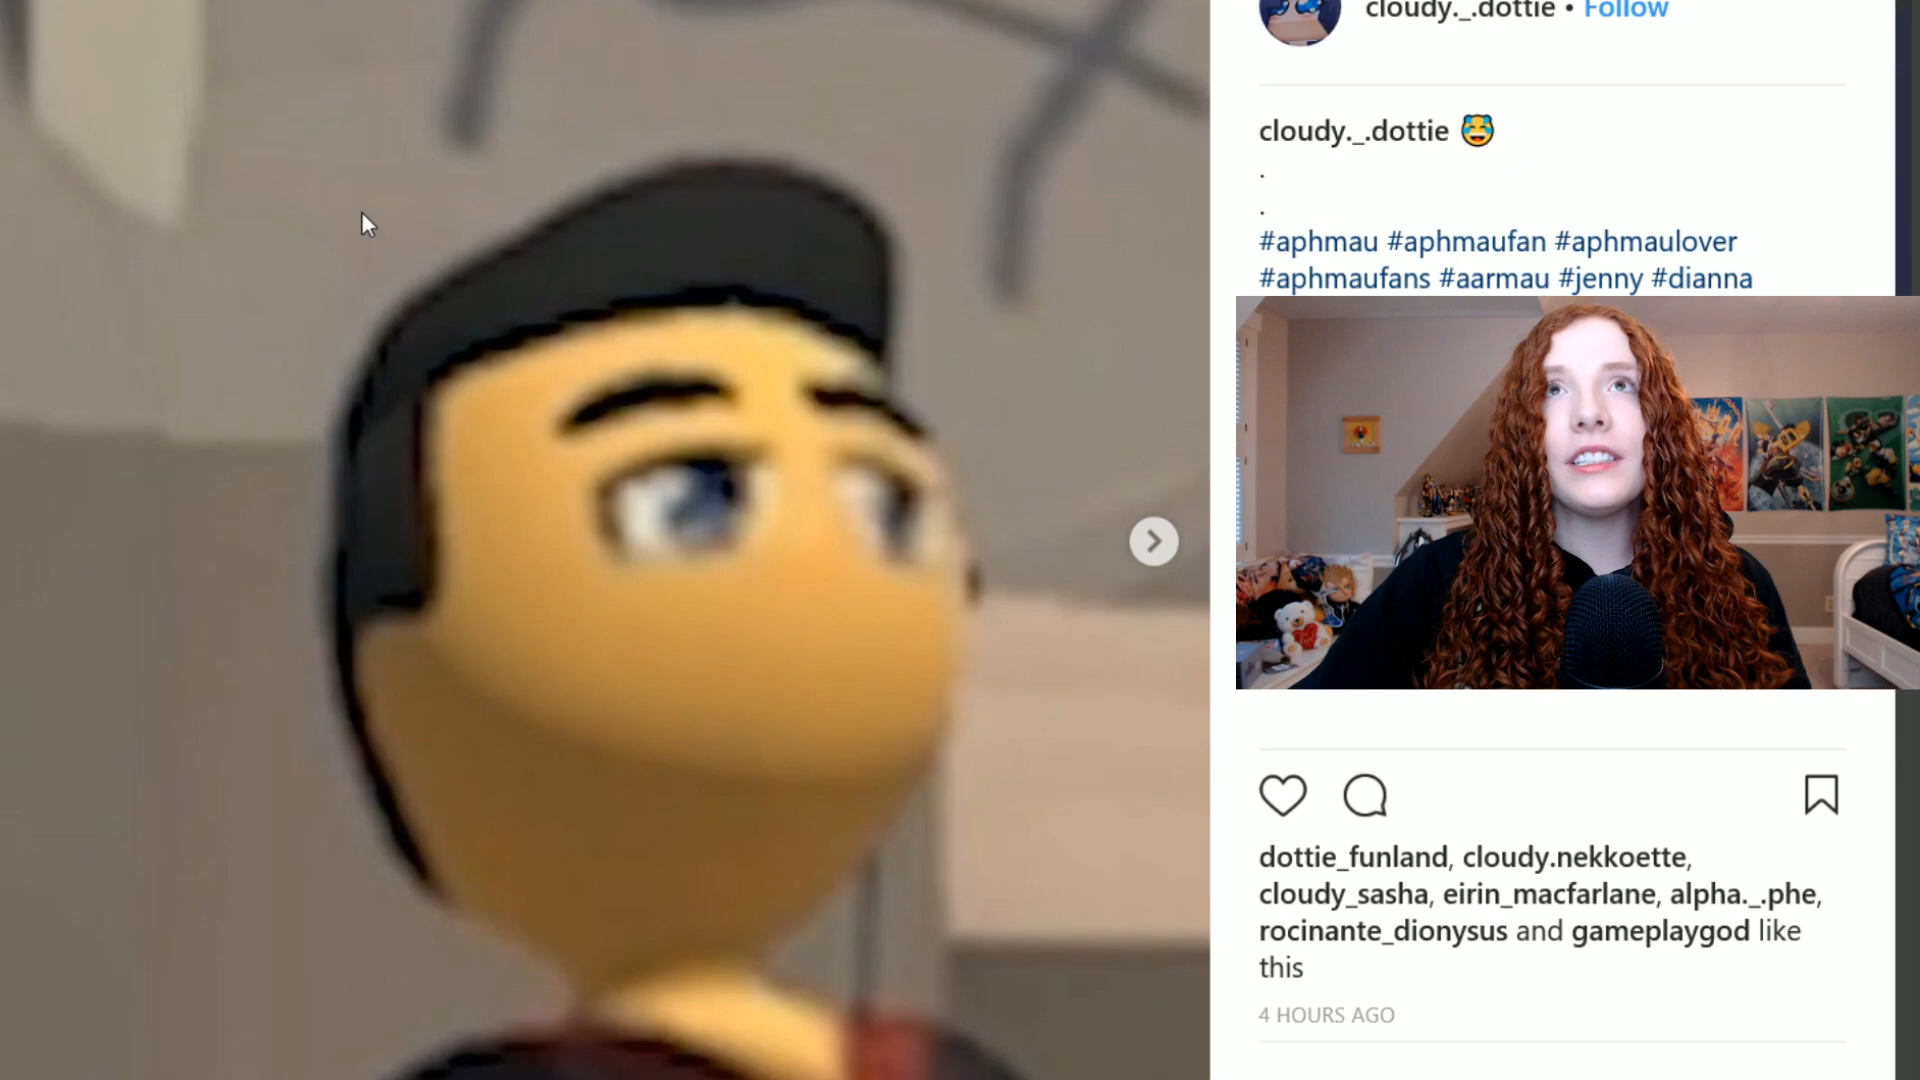 cloudy._.dottie • Follow
cloudy._.dottie 😅
.
.
#aphmau #aphmaufan #aphmaulover
#aphmaufans #aarmau #jenny #dianna
dottie_funland, cloudy.nekkoette,
cloudy_sasha, eirin_macfarlane, alpha._.phe,
rocinante_dionysus and gameplaygod like
this
4 HOURS AGO